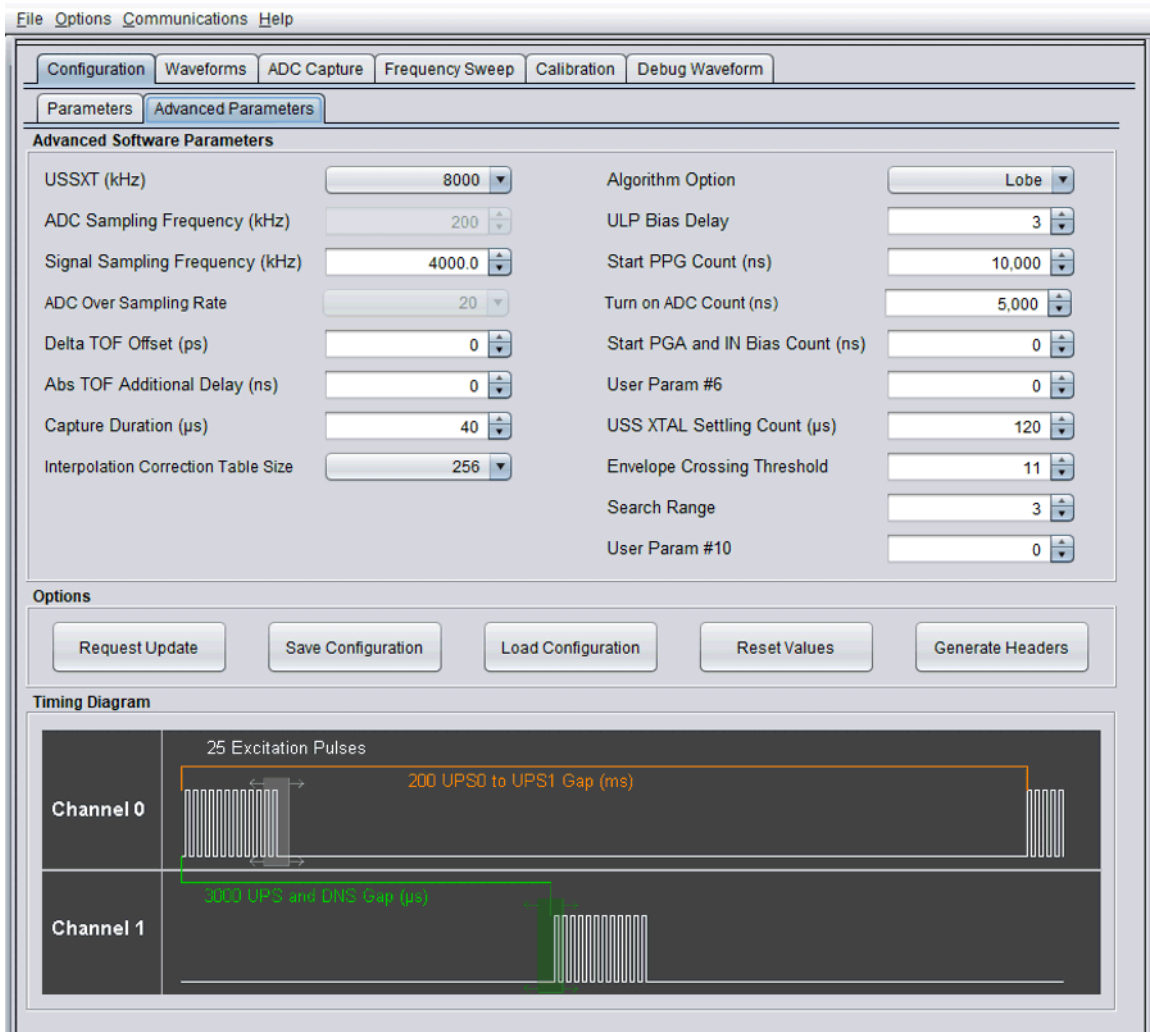 File Options Communications Help
Configuration Waveforms ADC Capture Frequency Sweep Calibration Debug Waveform
Parameters Advanced Parameters
Advanced Software Parameters
USSXT (kHz) 8000
ADC Sampling Frequency (kHz) 200
Signal Sampling Frequency (kHz) 4000.0
ADC Over Sampling Rate 20
Delta TOF Offset (ps) 0
Abs TOF Additional Delay (ns) 0
Capture Duration (µs) 40
Interpolation Correction Table Size 256
Algorithm Option Lobe
ULP Bias Delay 3
Start PPG Count (ns) 10,000
Turn on ADC Count (ns) 5,000
Start PGA and IN Bias Count (ns) 0
User Param #6 0
USS XTAL Settling Count (µs) 120
Envelope Crossing Threshold 11
Search Range 3
User Param #10 0
Options
Request Update Save Configuration Load Configuration Reset Values Generate Headers
Timing Diagram
25 Excitation Pulses
200 UPS0 to UPS1 Gap (ms)
Channel 0
3000 UPS and DNS Gap (µs)
Channel 1